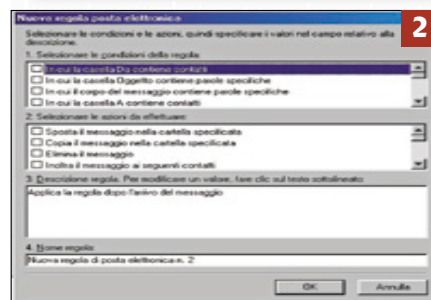 Nuova regola posta elettronica
2
Selezionare le condizioni e le azioni, quindi specificare i valori nel campo relativo alla
descrizione.
1. Selezionare le condizioni della regola:
In cui la casella Da contiene contatti
In cui la casella Oggetto contiene parole specifiche
In cui il corpo del messaggio contiene parole specifiche
In cui la casella A contiene contatti
2. Selezionare le azioni da effettuare:
Sposta il messaggio nella cartella specificata
Copia il messaggio nella cartella specificata
Elimina il messaggio
Inoltra il messaggio ai seguenti contatti
3. Descrizione regola. Per modificare un valore, fare clic sul testo sottolineato:
Applica la regola dopo l'arrivo del messaggio
4. Nome regola:
Nuova regola di posta elettronica n. 2
OK Annulla